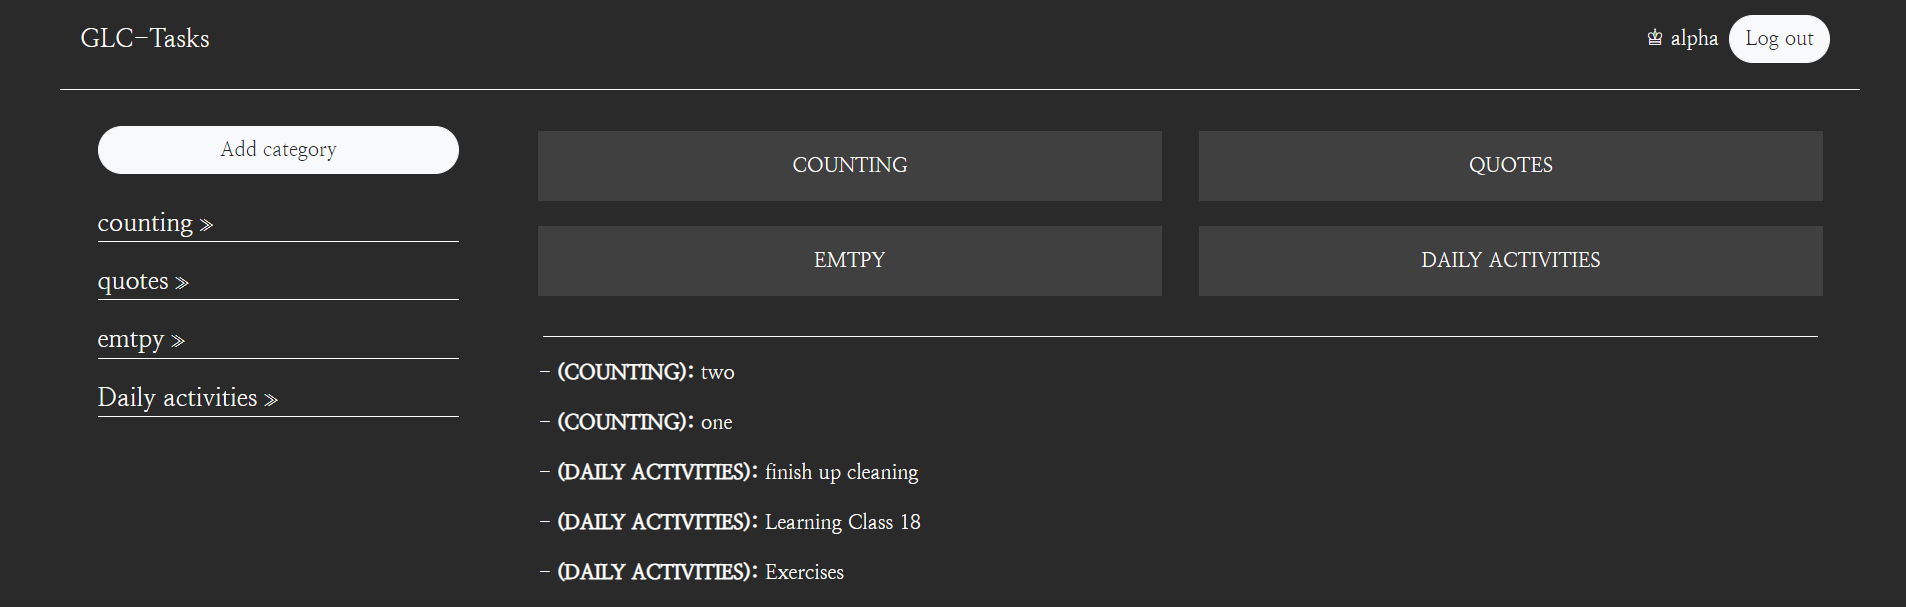 GLC-Tasks
♔ alpha Log out
Add category
counting ≫
quotes ≫
emtpy ≫
Daily activities ≫
COUNTING
QUOTES
EMTPY
DAILY ACTIVITIES
- (COUNTING): two
- (COUNTING): one
- (DAILY ACTIVITIES): finish up cleaning
- (DAILY ACTIVITIES): Learning Class 18
- (DAILY ACTIVITIES): Exercises